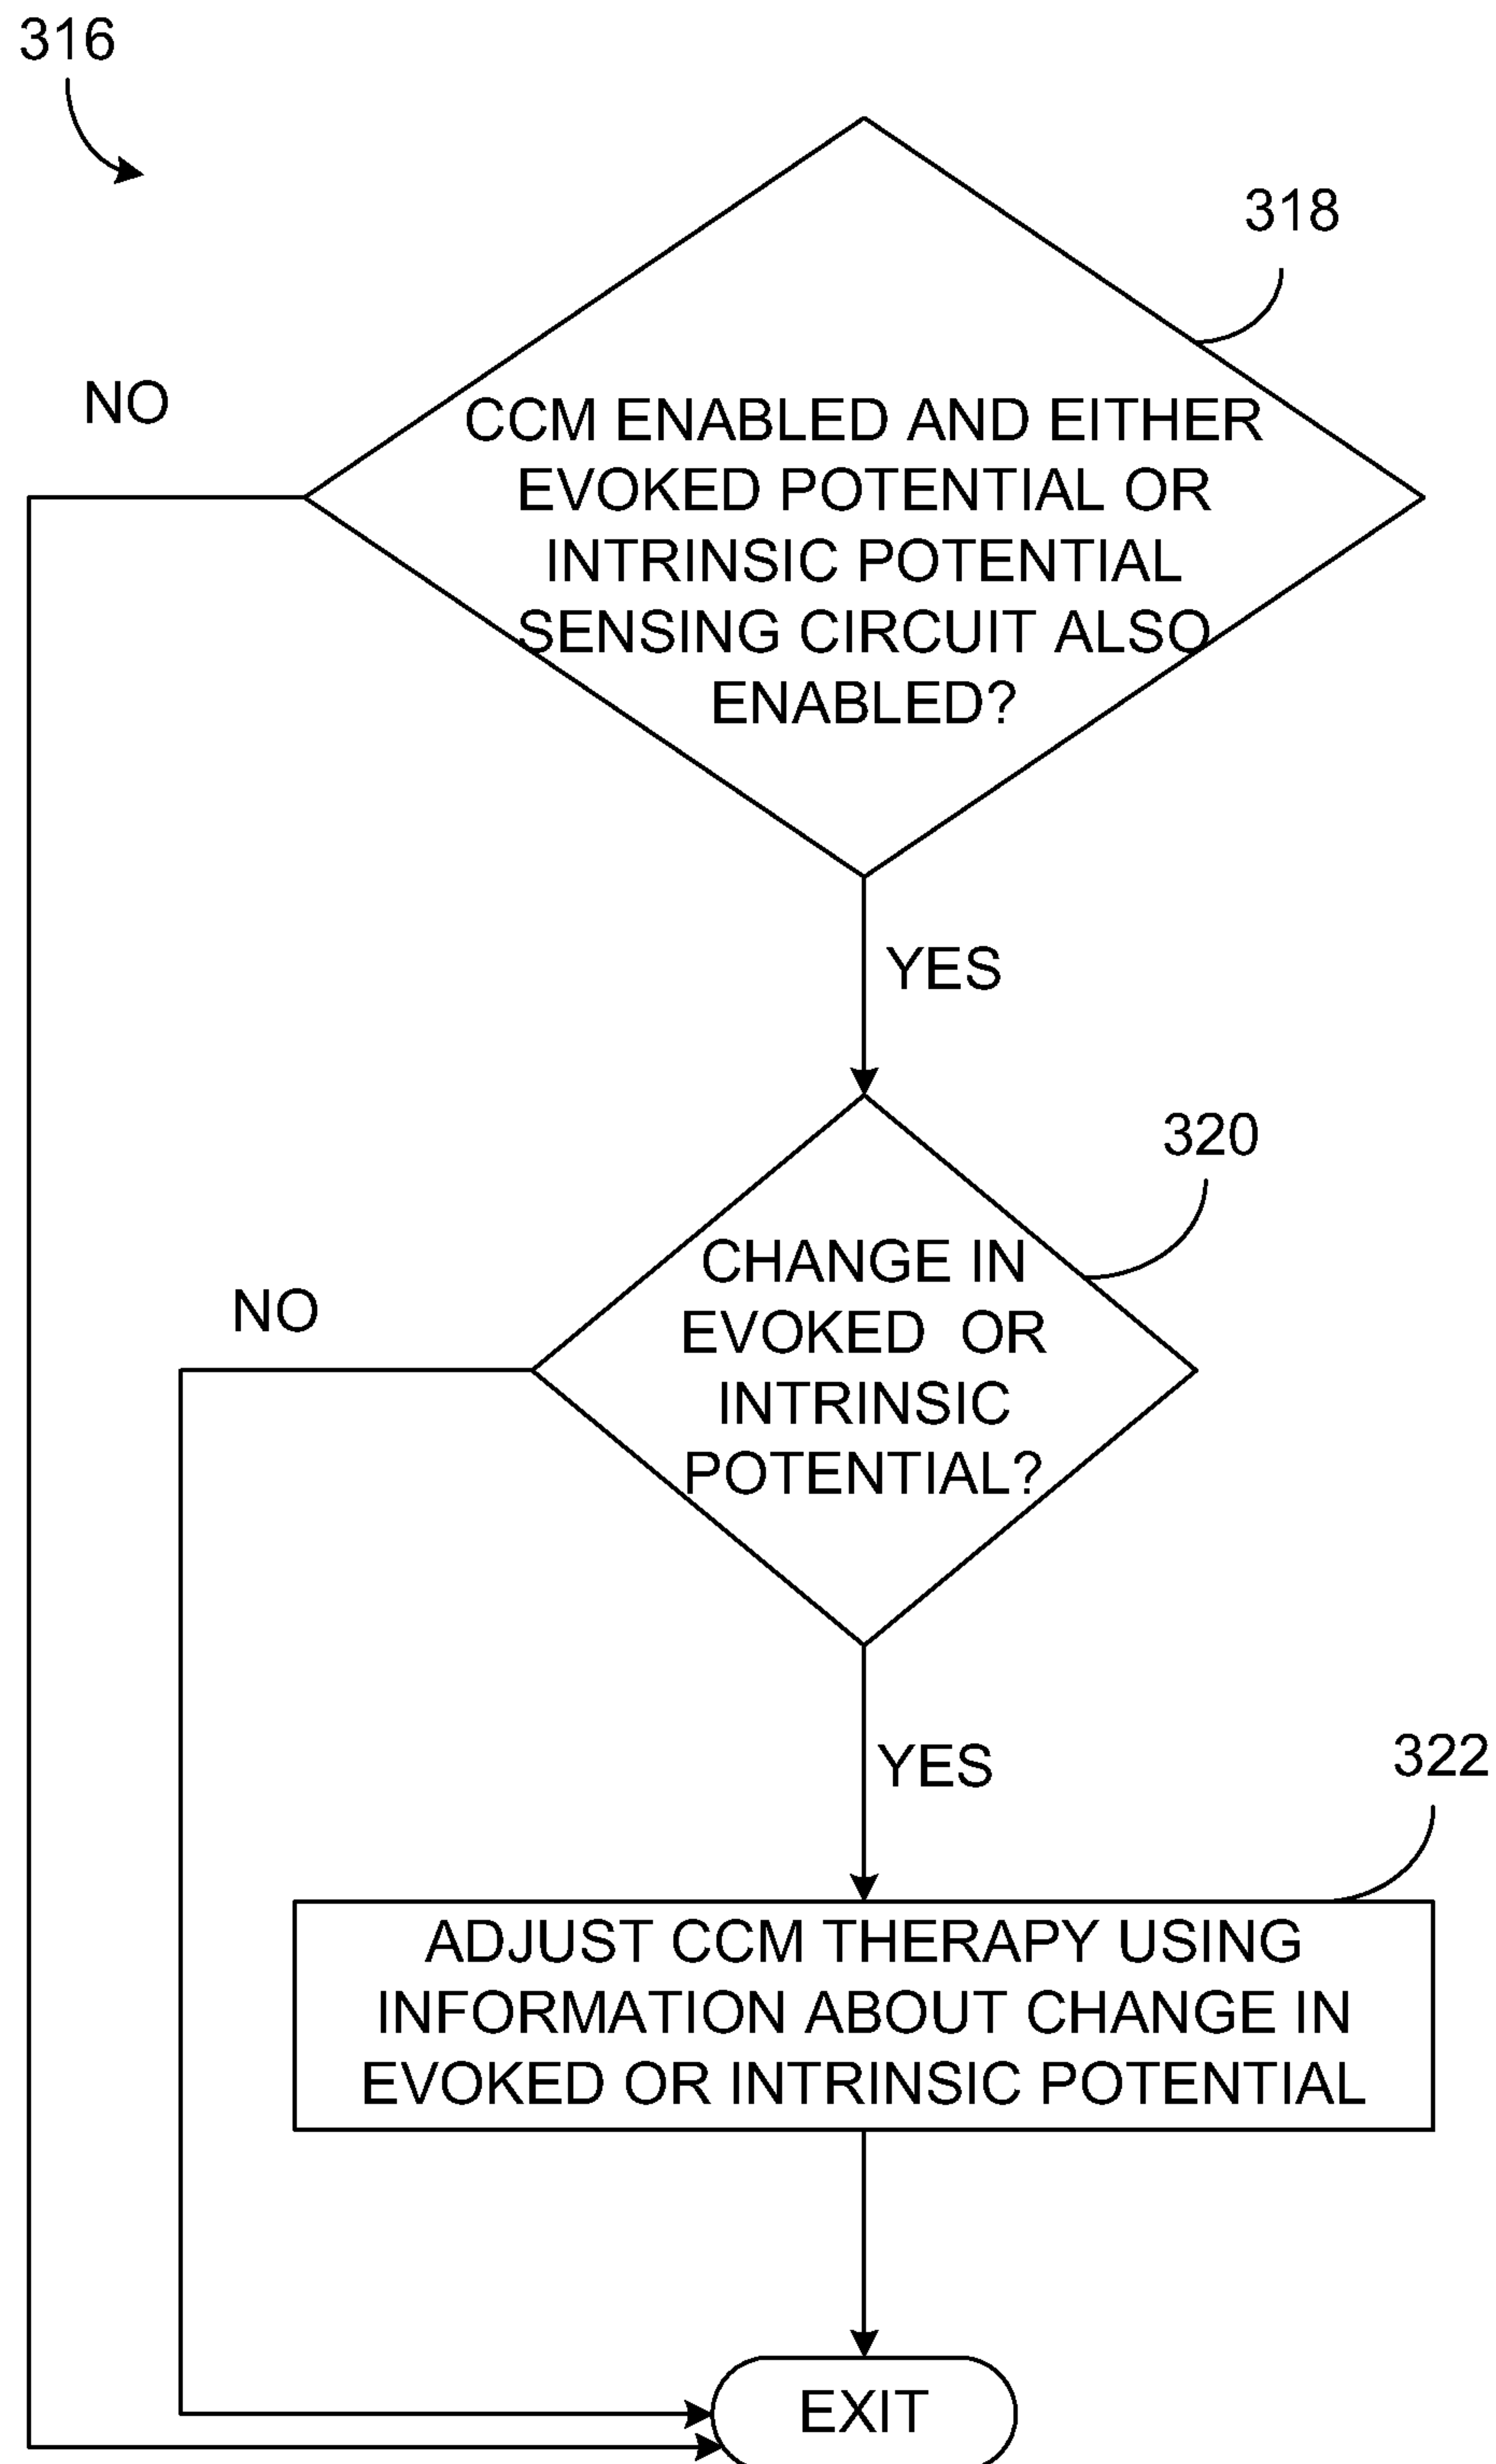 316
318
NO
CCM ENABLED AND EITHER
EVOKED POTENTIAL OR
INTRINSIC POTENTIAL
SENSING CIRCUIT ALSO
ENABLED?
YES
320
CHANGE IN
NO
EVOKED OR
INTRINSIC
POTENTIAL?
YES
322
ADJUST CCM THERAPY USING
INFORMATION ABOUT CHANGE IN
EVOKED OR INTRINSIC POTENTIAL
EXIT